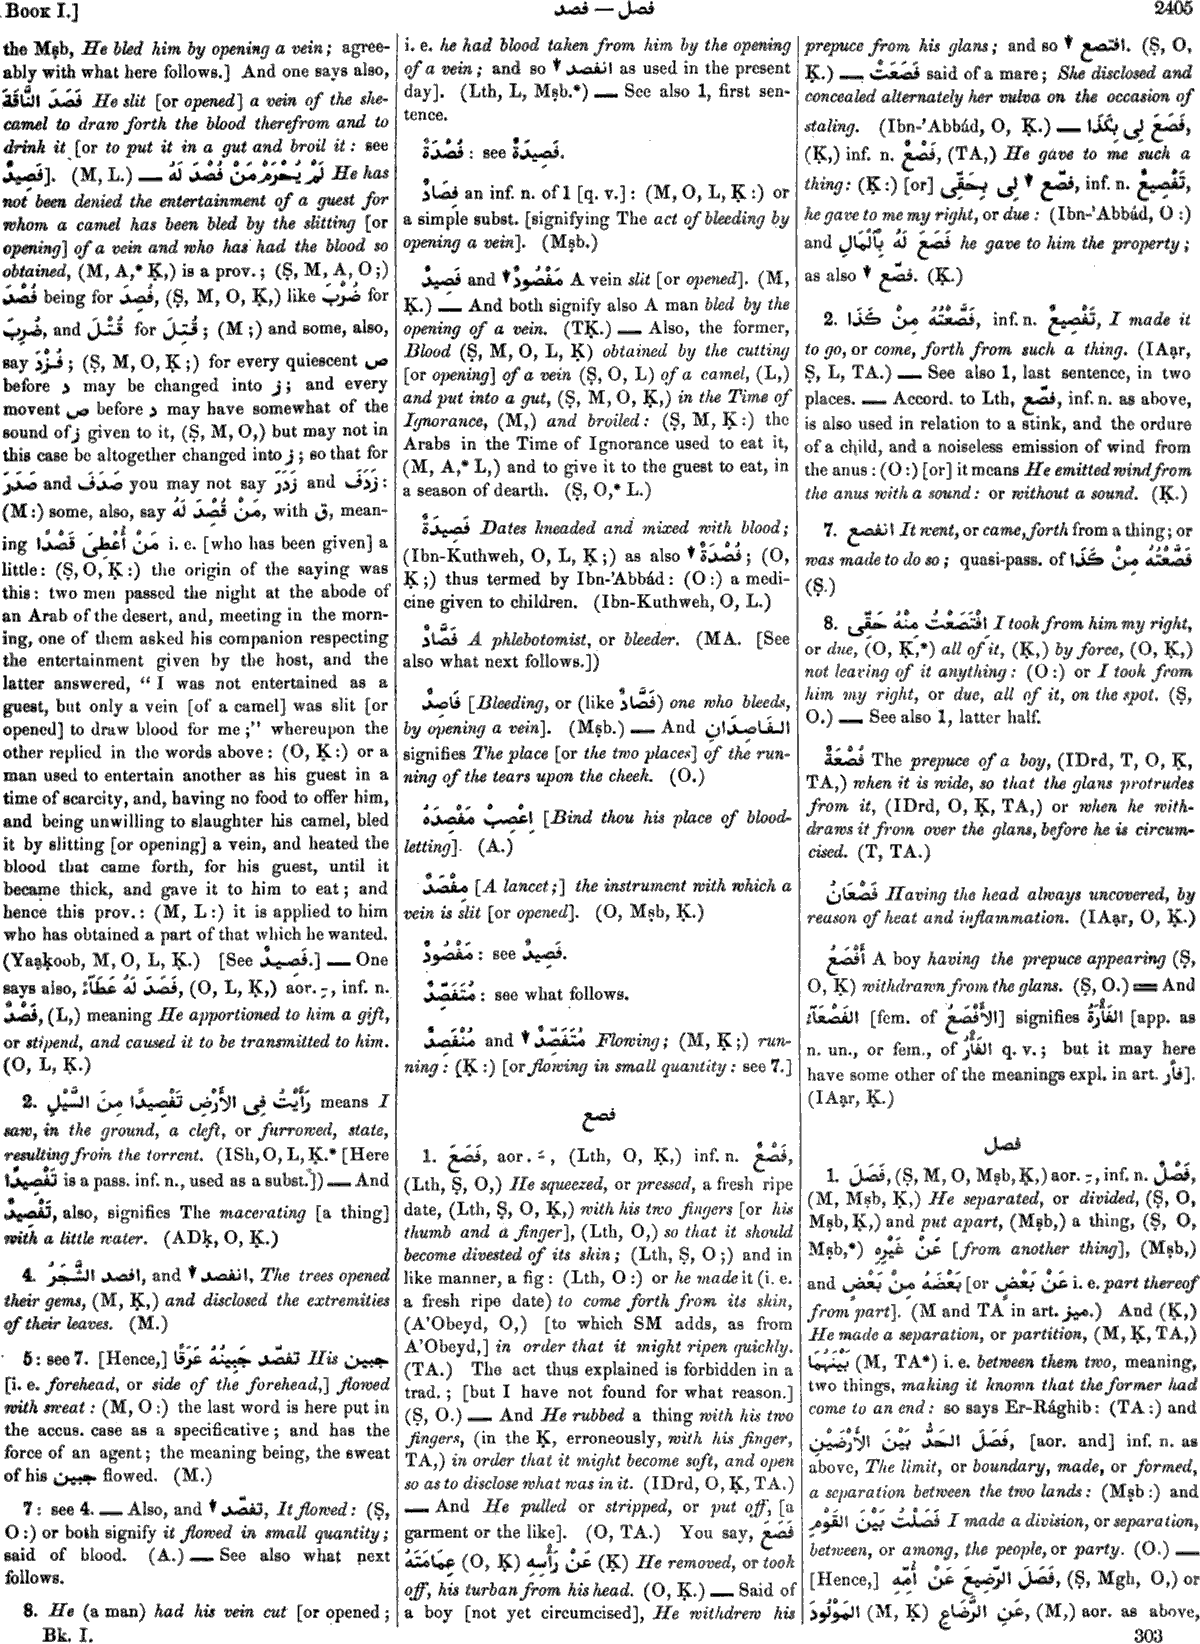 Book I.]
فصل — فصد
2405
the Mṣb, He bled him by opening a vein; agree-
ably with what here follows.] And one says also,
فَصَدَ النَّاقَةَ He slit [or opened] a vein of the she-
camel to draw forth the blood therefrom and to
drink it [or to put it in a gut and broil it: see
فَصِيدٌ]. (M, L.) — لَمْ يُحْرَمْ مَنْ فُصْدَ لَهُ He has
not been denied the entertainment of a guest for
whom a camel has been bled by the slitting [or
opening] of a vein and who has had the blood so
obtained, (M, A,* Ḳ,) is a prov.; (Ṣ, M, A, O;)
فُصْدَ being for فُصِدَ, (Ṣ, M, O, Ḳ,) like ضُرْبَ for
ضُرِبَ, and قُتْلَ for قُتِلَ; (M;) and some, also,
say فُزْدَ; (Ṣ, M, O, Ḳ;) for every quiescent ص
before د may be changed into ز; and every
movent ص before د may have somewhat of the
sound of ز given to it, (Ṣ, M, O,) but may not in
this case be altogether changed into ز; so that for
صَدَرَ and صَدَفَ you may not say زَدَرَ and زَدَفَ:
(M:) some, also, say مَنْ قُصْدَ لَهُ, with ق, mean-
ing مَنْ أُعْطِىَ قَصْدًا i. e. [who has been given] a
little: (Ṣ, O, Ḳ:) the origin of the saying was
this: two men passed the night at the abode of
an Arab of the desert, and, meeting in the morn-
ing, one of them asked his companion respecting
the entertainment given by the host, and the
latter answered, “I was not entertained as a
guest, but only a vein [of a camel] was slit [or
opened] to draw blood for me;” whereupon the
other replied in the words above: (O, Ḳ:) or a
man used to entertain another as his guest in a
time of scarcity, and, having no food to offer him,
and being unwilling to slaughter his camel, bled
it by slitting [or opening] a vein, and heated the
blood that came forth, for his guest, until it
became thick, and gave it to him to eat; and
hence this prov.: (M, L:) it is applied to him
who has obtained a part of that which he wanted.
(Yaạḳoob, M, O, L, Ḳ.) [See فَصِيدٌ.] — One
says also, فَصَدَ لَهُ عَطَآءً, (O, L, Ḳ,) aor. ـِ, inf. n.
فَصْدٌ, (L,) meaning He apportioned to him a gift,
or stipend, and caused it to be transmitted to him.
(O, L, Ḳ.)
2. رَأَيْتُ فِى الأَرْضِ تَفْصِيدًا مِنَ السَّيْلِ means I
saw, in the ground, a cleft, or furrowed, state,
resulting from the torrent. (ISh, O, L, Ḳ.* [Here
تَفْصِيدًا is a pass. inf. n., used as a subst.]) — And
تَفْصِيدٌ, also, signifies The macerating [a thing]
with a little water. (ADḳ, O, Ḳ.)
4. افصد الشَّجَرُ, and ▼ انفصد, The trees opened
their gems, (M, Ḳ,) and disclosed the extremities
of their leaves. (M.)
5: see 7. [Hence,] تفصّد جَبِينُهُ عَرَقًا His جبين
[i. e. forehead, or side of the forehead,] flowed
with sweat: (M, O:) the last word is here put in
the accus. case as a specificative; and has the
force of an agent; the meaning being, the sweat
of his جبين flowed. (M.)
7: see 4. — Also, and ▼ تفصّد, It flowed: (Ṣ,
O:) or both signify it flowed in small quantity;
said of blood. (A.) — See also what next
follows.
8. He (a man) had his vein cut [or opened;
Bk. I.
i. e. he had blood taken from him by the opening
of a vein; and so ▼ انفصد as used in the present
day]. (Lth, L, Mṣb.*) — See also 1, first sen-
tence.
فُصْدَةٌ: see فَصِيدَةٌ.
فِصَادٌ an inf. n. of 1 [q. v.]: (M, O, L, Ḳ:) or
a simple subst. [signifying The act of bleeding by
opening a vein]. (Mṣb.)
فَصِيدٌ and ▼ مَفْصُودٌ A vein slit [or opened]. (M,
Ḳ.) — And both signify also A man bled by the
opening of a vein. (TḲ.) — Also, the former,
Blood (Ṣ, M, O, L, Ḳ) obtained by the cutting
[or opening] of a vein (Ṣ, O, L) of a camel, (L,)
and put into a gut, (Ṣ, M, O, Ḳ,) in the Time of
Ignorance, (M,) and broiled: (Ṣ, M, Ḳ:) the
Arabs in the Time of Ignorance used to eat it,
(M, A,* L,) and to give it to the guest to eat, in
a season of dearth. (Ṣ, O,* L.)
فَصِيدَةٌ Dates kneaded and mixed with blood;
(Ibn-Kuthweh, O, L, Ḳ;) as also ▼ فُصْدَةٌ; (O,
Ḳ;) thus termed by Ibn-’Abbád: (O:) a medi-
cine given to children. (Ibn-Kuthweh, O, L.)
فَصَّادٌ A phlebotomist, or bleeder. (MA. [See
also what next follows.])
فَاصِدٌ [Bleeding, or (like فَصَّادٌ) one who bleeds,
by opening a vein]. (Mṣb.) — And الفَاصِدَانِ
signifies The place [or the two places] of the run-
ning of the tears upon the cheek. (O.)
اِعْصِبْ مَفْصِدَهُ [Bind thou his place of blood-
letting]. (A.)
مِفْصَدٌ [A lancet;] the instrument with which a
vein is slit [or opened]. (O, Mṣb, Ḳ.)
مَفْصُودٌ: see فَصِيدٌ.
مُتَفَصِّدٌ: see what follows.
مُنْفَصِدٌ and ▼ مُتَفَصِّدٌ Flowing; (M, Ḳ;) run-
ning: (Ḳ:) [or flowing in small quantity: see 7.]
فصع
1. فَصَعَ, aor. ـَ, (Lth, O, Ḳ,) inf. n. فَصْعٌ,
(Lth, Ṣ, O,) He squeezed, or pressed, a fresh ripe
date, (Lth, Ṣ, O, Ḳ,) with his two fingers [or his
thumb and a finger], (Lth, O,) so that it should
become divested of its skin; (Lth, Ṣ, O;) and in
like manner, a fig: (Lth, O:) or he made it (i. e.
a fresh ripe date) to come forth from its skin,
(A’Obeyd, O,) [to which SM adds, as from
A’Obeyd,] in order that it might ripen quickly.
(TA.) The act thus explained is forbidden in a
trad.; [but I have not found for what reason.]
(Ṣ, O.) — And He rubbed a thing with his two
fingers, (in the Ḳ, erroneously, with his finger,
TA,) in order that it might become soft, and open
so as to disclose what was in it. (IDrd, O, Ḳ, TA.)
— And He pulled or stripped, or put off, [a
garment or the like]. (O, TA.) You say, فَصَعَ
عِمَامَتَهُ (O, Ḳ) عَنْ رَأْسِهِ (Ḳ) He removed, or took
off, his turban from his head. (O, Ḳ.) — Said of
a boy [not yet circumcised], He withdrew his
prepuce from his glans; and so ▼ افتصع. (Ṣ, O,
Ḳ.) — فَصَعَتْ said of a mare; She disclosed and
concealed alternately her vulva on the occasion of
staling. (Ibn-’Abbád, O, Ḳ.) — فَصَعَ لِى بِكَذَا,
(Ḳ,) inf. n. فَصْعٌ, (TA,) He gave to me such a
thing: (Ḳ:) [or] لِى بِحَقِّى ▼ فصّع, inf. n. تَفْصِيعٌ,
he gave to me my right, or due: (Ibn-’Abbád, O:)
and فَصَعَ لَهُ بِٱلْمَالِ he gave to him the property;
as also ▼ فصّع. (Ḳ.)
2. فَصَّعْتُهُ مِنْ كَذَا, inf. n. تَفْصِيعٌ, I made it
to go, or come, forth from such a thing. (IAạr,
Ṣ, L, TA.) — See also 1, last sentence, in two
places. — Accord. to Lth, فصّع, inf. n. as above,
is also used in relation to a stink, and the ordure
of a child, and a noiseless emission of wind from
the anus: (O:) [or] it means He emitted wind from
the anus with a sound: or without a sound. (Ḳ.)
7. انفصع It went, or came, forth from a thing; or
was made to do so; quasi-pass. of فَصَّعْتُهُ مِنْ كَذَا
(Ṣ.)
8. اِفْتَصَعْتُ مِنْهُ حَقِّى I took from him my right,
or due, (O, Ḳ,*) all of it, (Ḳ,) by force, (O, Ḳ,)
not leaving of it anything: (O:) or I took from
him my right, or due, all of it, on the spot. (Ṣ,
O.) — See also 1, latter half.
فُصْعَةٌ The prepuce of a boy, (IDrd, T, O, Ḳ,
TA,) when it is wide, so that the glans protrudes
from it, (IDrd, O, Ḳ, TA,) or when he with-
draws it from over the glans, before he is circum-
cised. (T, TA.)
فَصْعَانُ Having the head always uncovered, by
reason of heat and inflammation. (IAạr, O, Ḳ.)
أَفْصَعُ A boy having the prepuce appearing (Ṣ,
O, Ḳ) withdrawn from the glans. (Ṣ, O.) = And
الفَصْعَآءُ [fem. of الأَفْصَعُ] signifies الفَأْرَةُ [app. as
n. un., or fem., of الفَأْرُ q. v.; but it may here
have some other of the meanings expl. in art. فأر].
(IAạr, Ḳ.)
فصل
1. فَصَلَ, (Ṣ, M, O, Mṣb, Ḳ,) aor. ـِ, inf. n. فَصْلٌ,
(M, Mṣb, Ḳ,) He separated, or divided, (Ṣ, O,
Mṣb, Ḳ,) and put apart, (Mṣb,) a thing, (Ṣ, O,
Mṣb,*) عَنْ غَيْرِهِ [from another thing], (Mṣb,)
and بَعْضَهُ مِنْ بَعْضٍ [or عَنْ بَعْضٍ i. e. part thereof
from part]. (M and TA in art. ميز.) And (Ḳ,)
He made a separation, or partition, (M, Ḳ, TA,)
بَيْنَهُمَا (M, TA*) i. e. between them two, meaning,
two things, making it known that the former had
come to an end: so says Er-Rághib: (TA:) and
فَصَلَ الحَدُّ بَيْنَ الأَرْضَيْنِ, [aor. and] inf. n. as
above, The limit, or boundary, made, or formed,
a separation between the two lands: (Mṣb:) and
فَصَلْتُ بَيْنَ القَوْمِ I made a division, or separation,
between, or among, the people, or party. (O.) —
[Hence,] فَصَلَ الرَّضِيعَ عَنْ أُمِّهِ, (Ṣ, Mgh, O,) or
المَوْلُودَ (M, Ḳ) عَنِ الرَّضَاعِ, (M,) aor. as above,
303